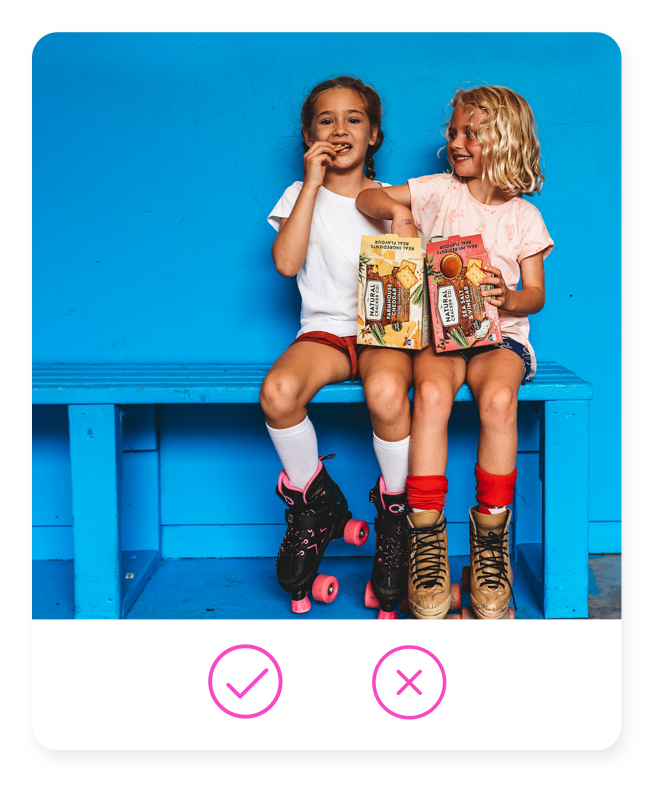 REAL INGREDIENTS
REAL FLAVOUR
NATURAL
CRACKER CO.
FARMHOUSE
CHEDDAR
REAL INGREDIENTS
REAL FLAVOUR
NATURAL
CRACKER CO.
SEA SALT
& VINEGAR